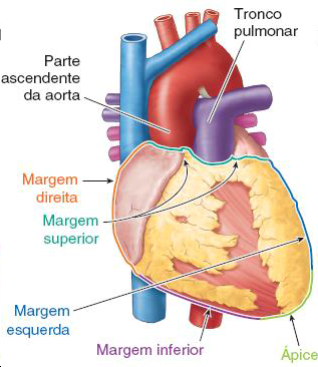 Tronco
pulmonar
Parte
ascendente
da aorta
Margem
direita
Margem
superior
Margem
esquerda
Margem inferior
Ápice